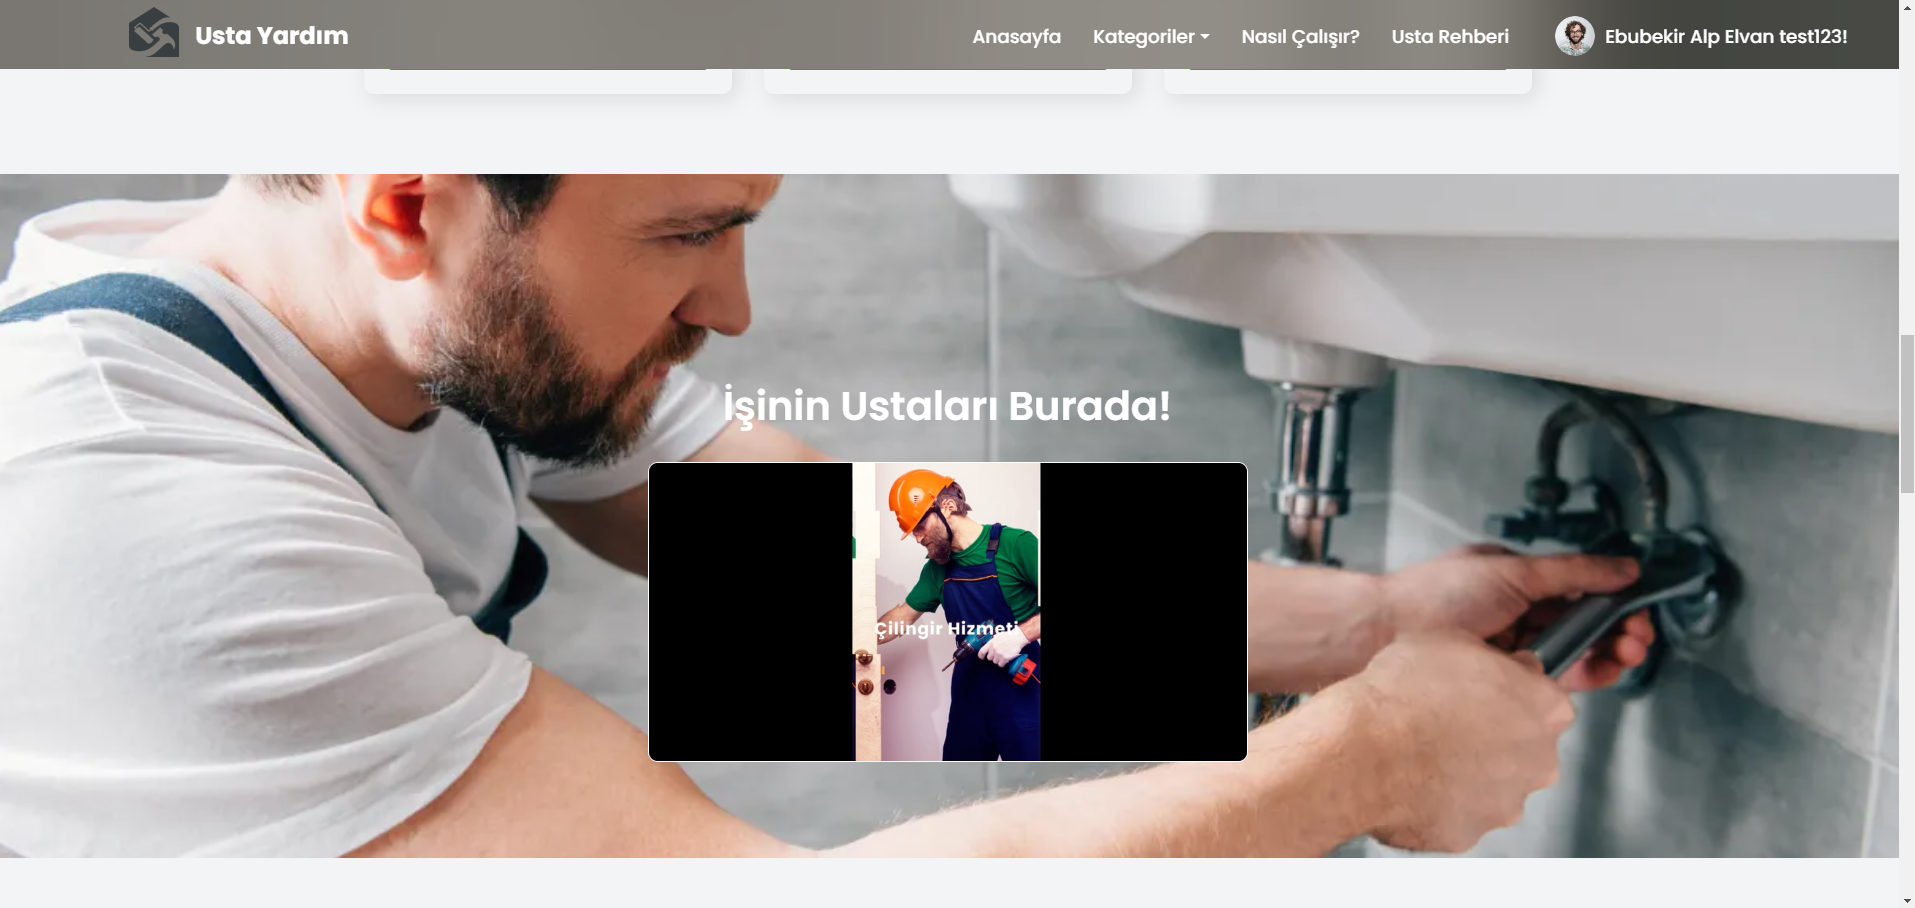 Usta Yardım
Anasayfa
Kategoriler
Nasıl Çalışır?
Usta Rehberi
Ebubekir Alp Elvan test123!
İşinin Ustaları Burada!
Çilingir Hizmeti